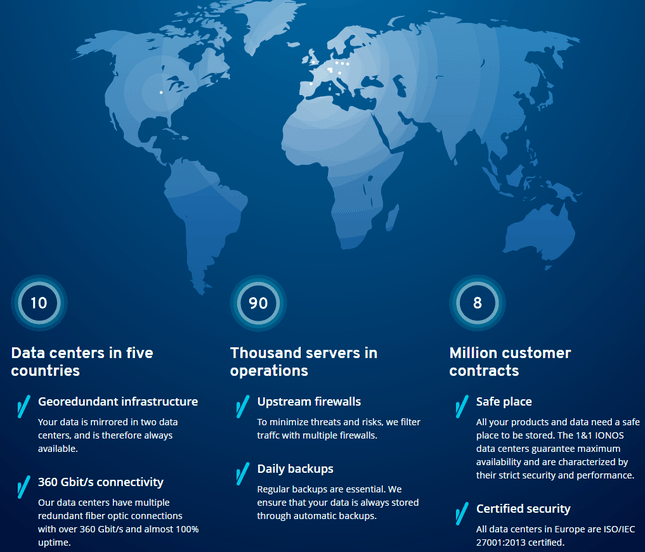 10
Data centers in five
countries
Georedundant infrastructure
Your data is mirrored in two data
centers, and is therefore always
available.
360 Gbit/s connectivity
Our data centers have multiple
redundant fiber optic connections
with over 360 Gbit/s and almost 100%
uptime.
90
Thousand servers in
operations
Upstream firewalls
To minimize threats and risks, we filter
traffc with multiple firewalls.
Daily backups
Regular backups are essential. We
ensure that your data is always stored
through automatic backups.
8
Million customer
contracts
Safe place
All your products and data need a safe
place to be stored. The 1&1 IONOS
data centers guarantee maximum
availability and are characterized by
their strict security and performance.
Certified security
All data centers in Europe are ISO/IEC
27001:2013 certified.